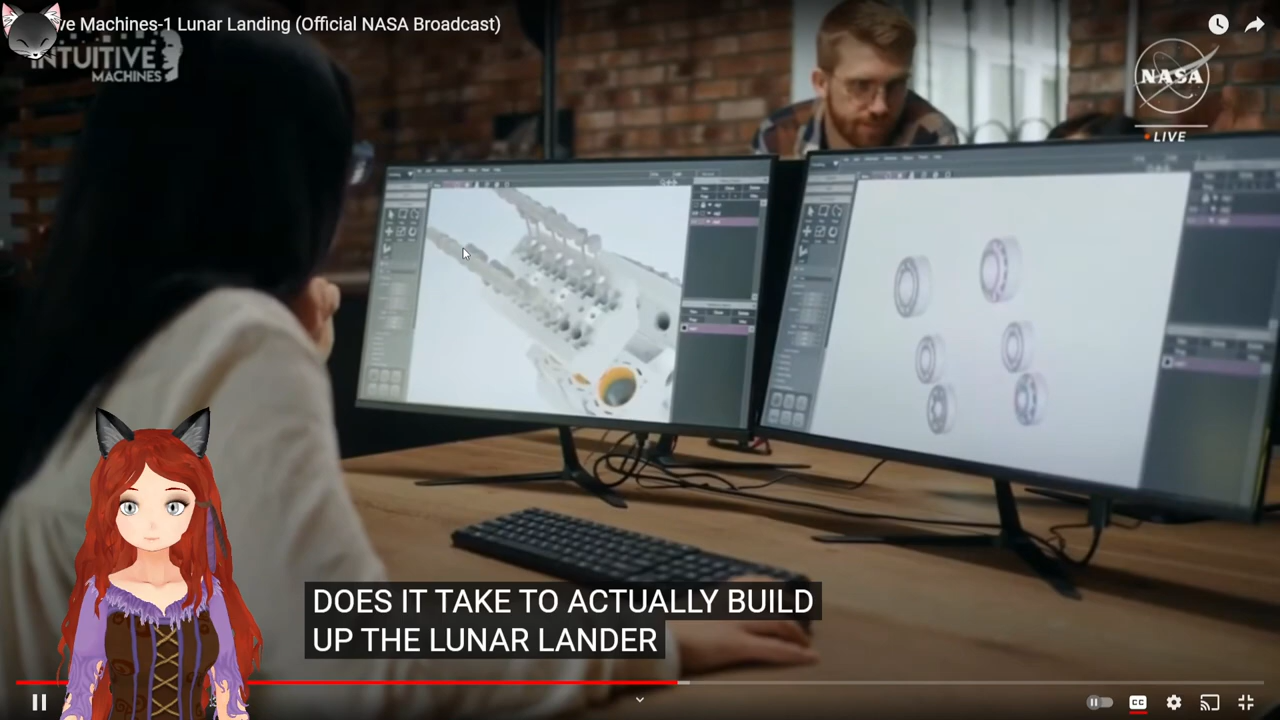 ve Machines-1 Lunar Landing (Official NASA Broadcast)
INTUITIVE
MACHINES
NASA
LIVE
DOES IT TAKE TO ACTUALLY BUILD
UP THE LUNAR LANDER
CC